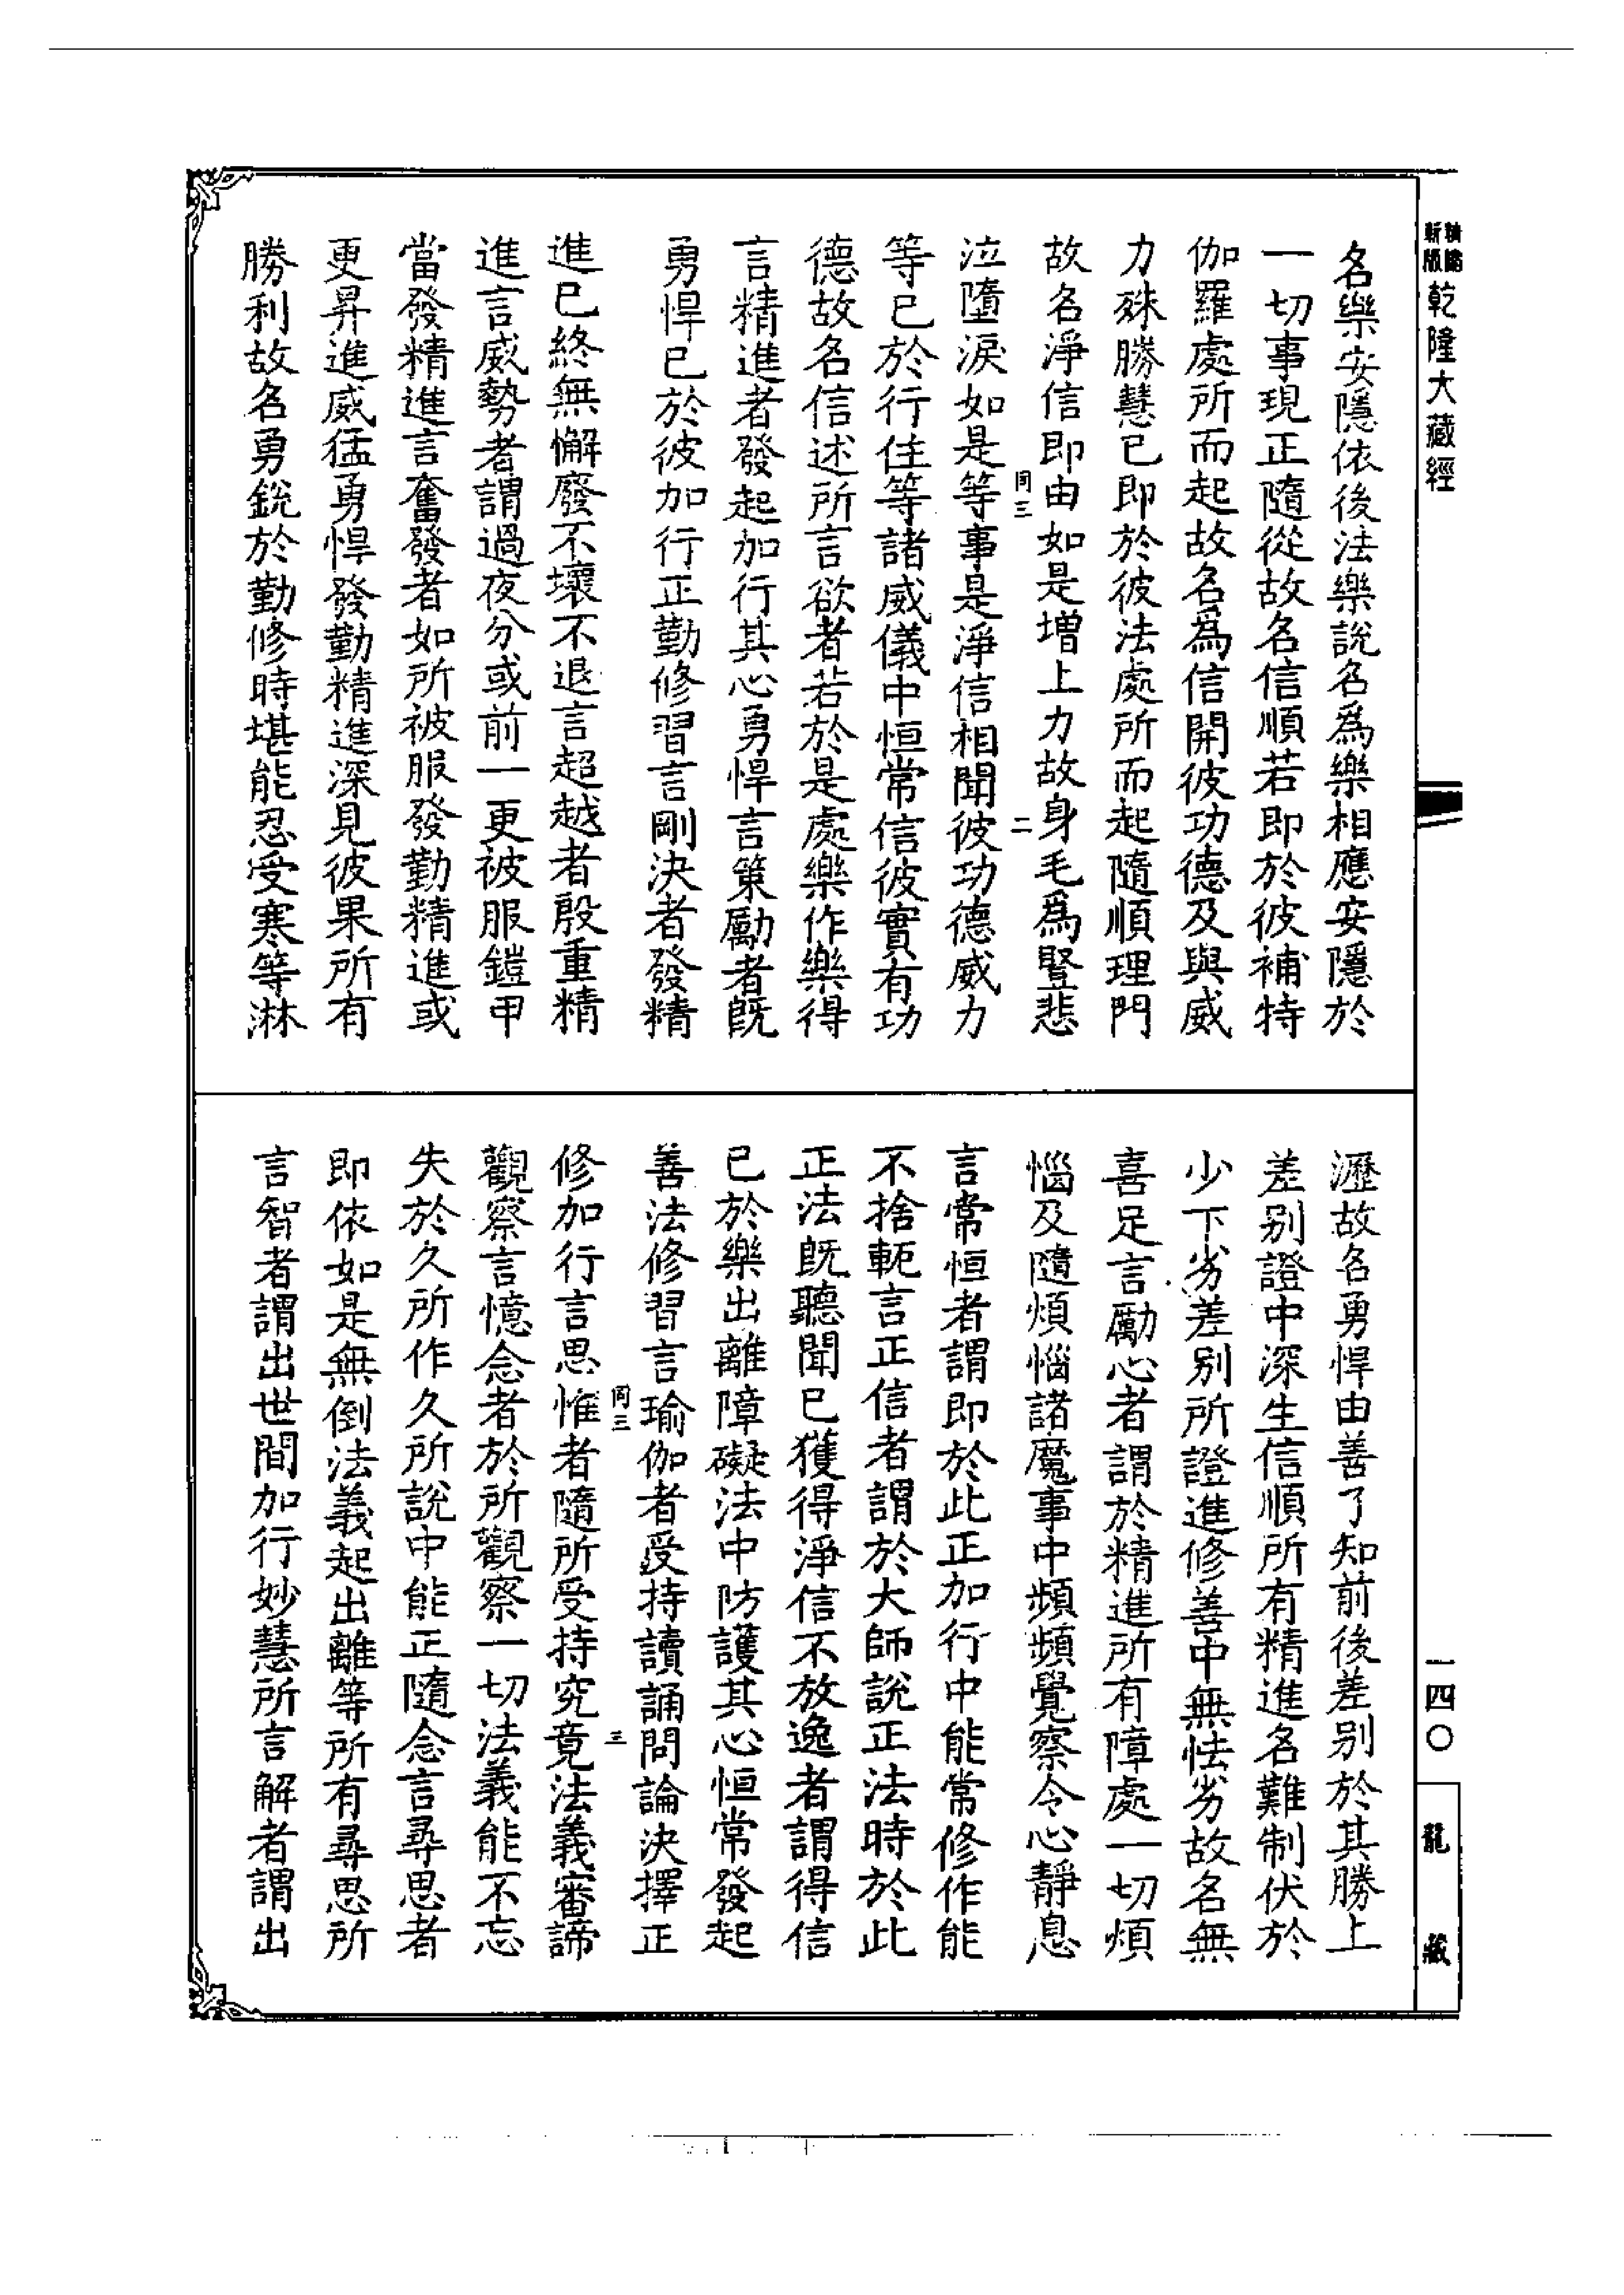 精編
新版
乾隆大藏經
名樂安隱依後法樂說名爲樂相應安隱於
一切事現正隨從故名信順若即於彼補特
伽羅處所而起故名爲信開彼功德及與威
力殊勝慧已即於彼法處所而起隨順理門
故名淨信即由如是增上力故身毛爲豎悲
同三
二
泣墮淚如是等事是淨信相聞彼功德威力
等已於行住等諸威儀中恒常信彼實有功
德故名信述所言欲者若於是處樂作樂得
言精進者發起加行其心勇悍言策勵者既
勇悍已於彼加行正勤修習言剛決者發精
進已終無懈廢不壞不退言超越者殷重精
進言威勢者謂過夜分或前一更被服鎧甲
當發精進言奮發者如所被服發勤精進或
更昇進威猛勇悍發勤精進深見彼果所有
勝利故名勇銳於勤修時堪能忍受寒等淋
瀝故名勇悍由善了知前後差别於其勝上
差别證中深生信順所有精進名難制伏於
少下劣差别所證進修善中無怯劣故名無
喜足言勵心者謂於精進所有障處一切煩
惱及隨煩惱諸魔事中頻頻覺察令心靜息
言常恒者謂即於此正加行中能常修作能
不捨軛言正信者謂於大師說正法時於此
正法既聽聞已獲得淨信不放逸者謂得信
已於樂出離障礙法中防護其心恒常發起
善法修習言瑜伽者受持讀誦問論決擇正
同三
三
修加行言思惟者隨所受持究竟法義審諦
觀察言憶念者於所觀察一切法義能不忘
失於久所作久所說中能正隨念言尋思者
即依如是無倒法義起出離等所有尋思所
言智者謂出世間加行妙慧所言解者謂出
一四〇
龍藏